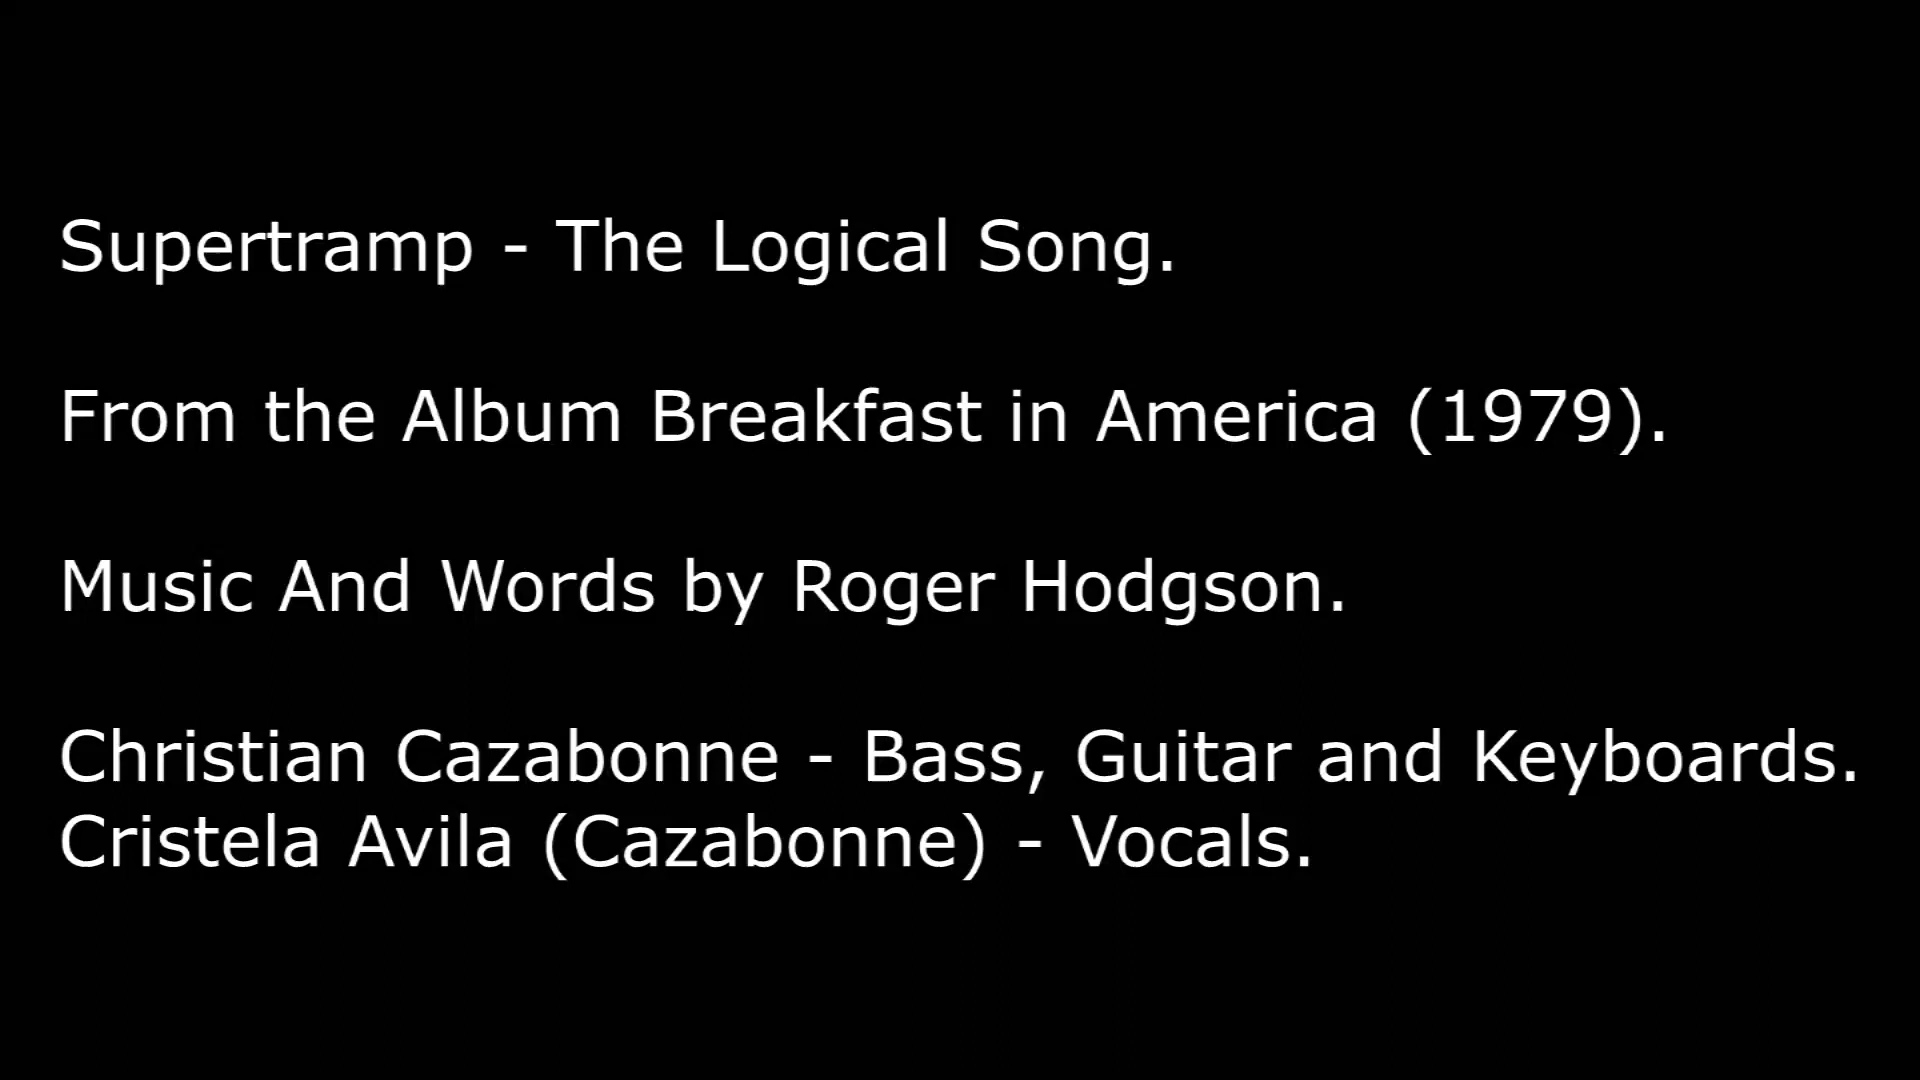 Supertramp - The Logical Song.
From the Album Breakfast in America (1979).
Music And Words by Roger Hodgson.
Christian Cazabonne - Bass, Guitar and Keyboards.
Cristela Avila (Cazabonne) - Vocals.